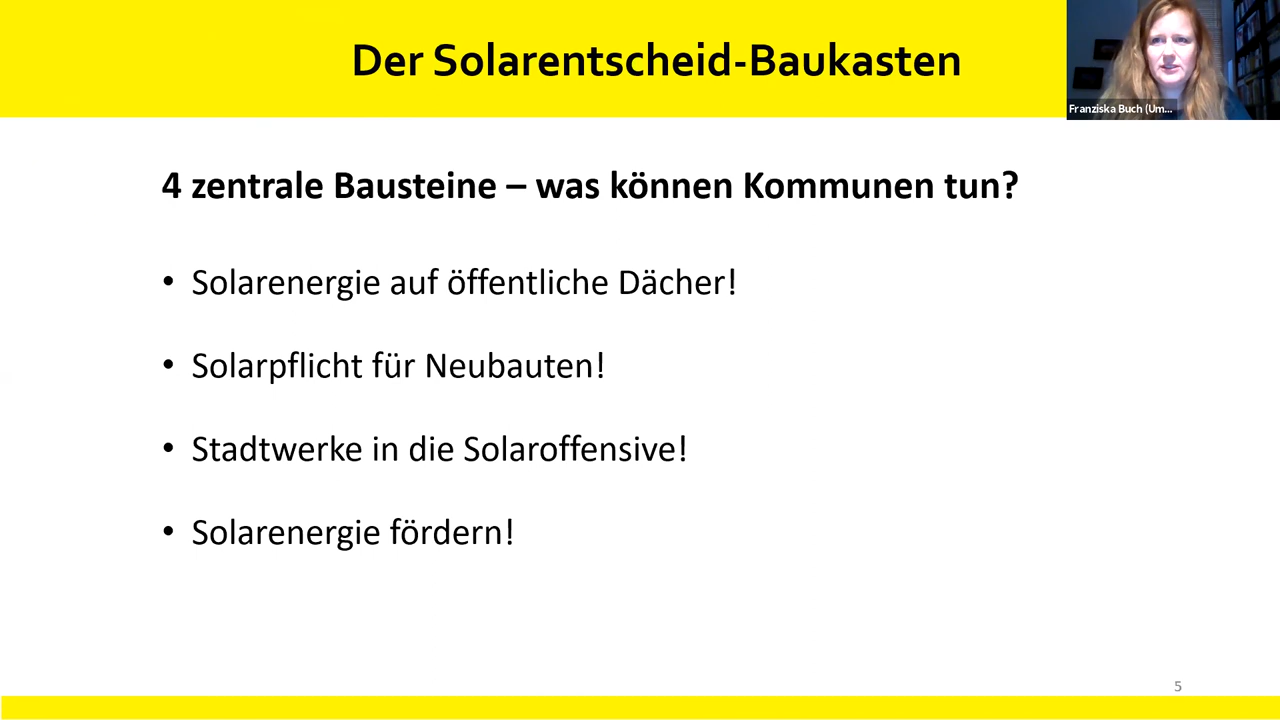 Der Solarentscheid-Baukasten
Franziska Buch (Um...
4 zentrale Bausteine – was können Kommunen tun?
• Solarenergie auf öffentliche Dächer!
• Solarpflicht für Neubauten!
• Stadtwerke in die Solaroffensive!
• Solarenergie fördern!
5